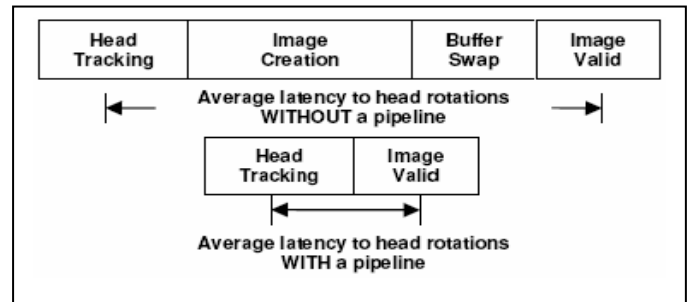 Head Tracking
Image Creation
Buffer Swap
Image Valid
Average latency to head rotations
WITHOUT a pipeline
Head Tracking
Image Valid
Average latency to head rotations
WITH a pipeline